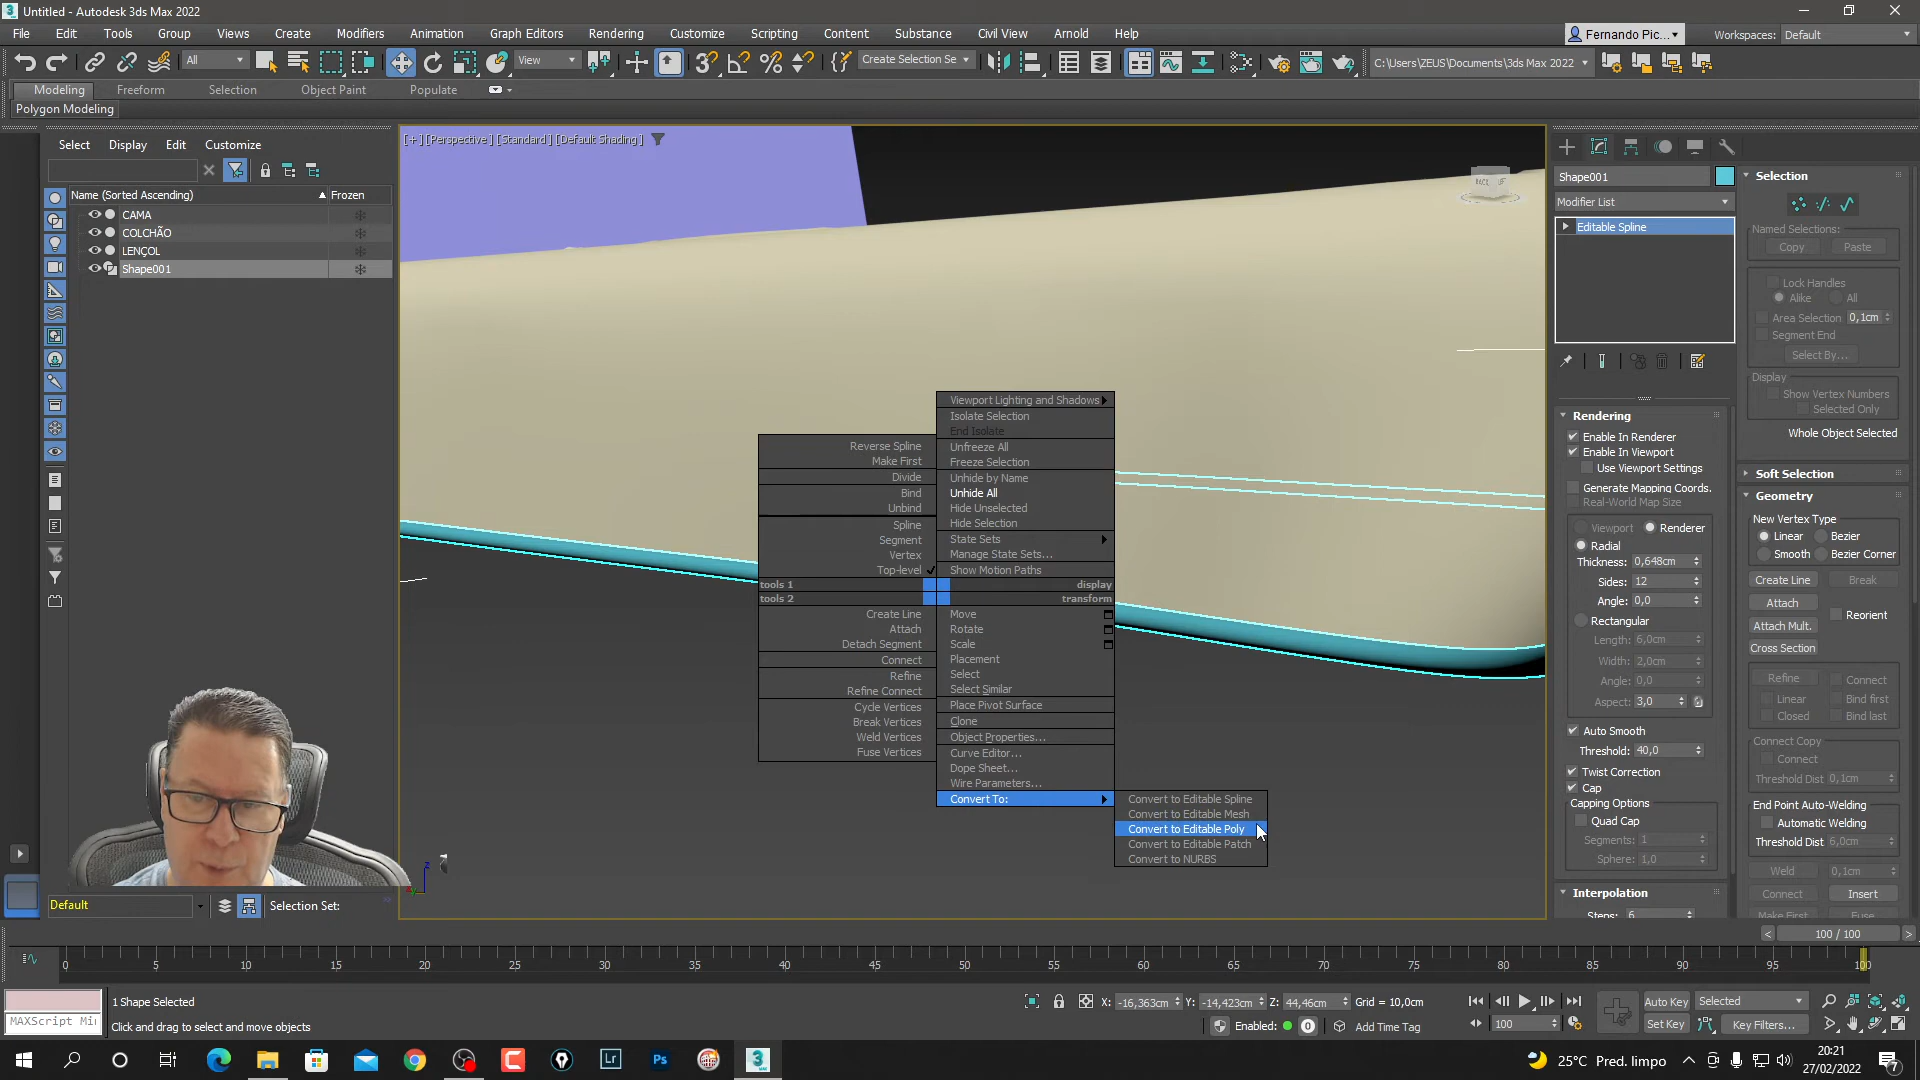 Untitled - Autodesk 3ds Max 2022
File Edit Tools Group Views Create Modifiers Animation Graph Editors Rendering Customize Scripting Content Substance Civil View Arnold Help
Fernando Pic...
Workspaces: Default
All
View
Create Selection Se
C:\Users\ZEUS\Documents\3ds Max 2022
Modeling Freeform Selection Object Paint Populate
Polygon Modeling
Select Display Edit Customize
Name (Sorted Ascending) Frozen
CAMA
COLCHÃO
LENÇOL
Shape001
[+] [Perspective] [Standard] [Default Shading]
Viewport Lighting and Shadows
Isolate Selection
End Isolate
Unfreeze All
Freeze Selection
Unhide by Name
Unhide All
Hide Unselected
Hide Selection
State Sets
Manage State Sets...
Show Motion Paths
display
transform
Reverse Spline
Make First
Divide
Bind
Unbind
Spline
Segment
Vertex
Top-level
tools 1
tools 2
Create Line
Attach
Detach Segment
Connect
Refine
Refine Connect
Cycle Vertices
Break Vertices
Weld Vertices
Fuse Vertices
Move
Rotate
Scale
Placement
Select
Select Similar
Place Pivot Surface
Clone
Object Properties...
Curve Editor...
Dope Sheet...
Wire Parameters...
Convert To:
Convert to Editable Spline
Convert to Editable Mesh
Convert to Editable Poly
Convert to Editable Patch
Convert to NURBS
Shape001
Modifier List
Editable Spline
Rendering
Enable In Renderer
Enable In Viewport
Use Viewport Settings
Generate Mapping Coords.
Real-World Map Size
Viewport Renderer
Radial
Thickness: 0,648cm
Sides: 12
Angle: 0,0
Rectangular
Length: 6,0cm
Width: 2,0cm
Angle: 0,0
Aspect: 3,0
Auto Smooth
Threshold: 40,0
Twist Correction
Cap
Capping Options
Quad Cap
Segments: 1
Sphere: 1,0
Interpolation
Steps: 6
Selection
Named Selections:
Copy Paste
Lock Handles
Alike All
Area Selection 0,1cm
Segment End
Select By...
Display
Show Vertex Numbers
Selected Only
Whole Object Selected
Soft Selection
Geometry
New Vertex Type
Linear Bezier
Smooth Bezier Corner
Create Line Break
Attach Reorient
Attach Mult.
Cross Section
Refine Connect
Linear Bind first
Closed Bind last
Connect Copy
Connect
Threshold Dist 0,1cm
End Point Auto-Welding
Automatic Welding
Threshold Dist 6,0cm
Weld 0,1cm
Connect Insert
Make First Fuse
Default
Selection Set:
< 100 / 100 >
0 5 10 15 20 25 30 35 40 45 50 55 60 65 70 75 80 85 90 95 100
1 Shape Selected
Click and drag to select and move objects
MAXScript Mi
X: -16,363cm Y: -14,423cm Z: 44,46cm Grid = 10,0cm
Enabled: 0 Add Time Tag
100
Auto Key Selected
Set Key Key Filters...
Lr
Ps
25°C Pred. limpo
20:21
27/02/2022
7